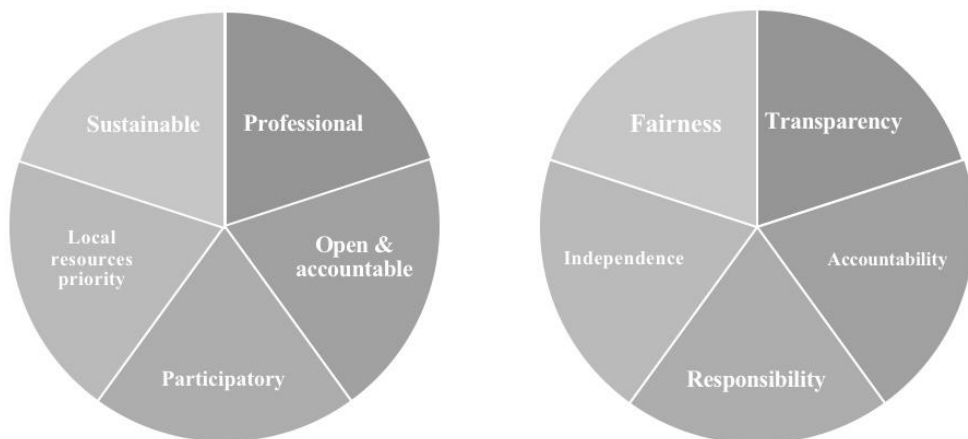 Sustainable
Professional
Local
resources
priority
Open &
accountable
Participatory
Fairness
Transparency
Independence
Accountability
Responsibility